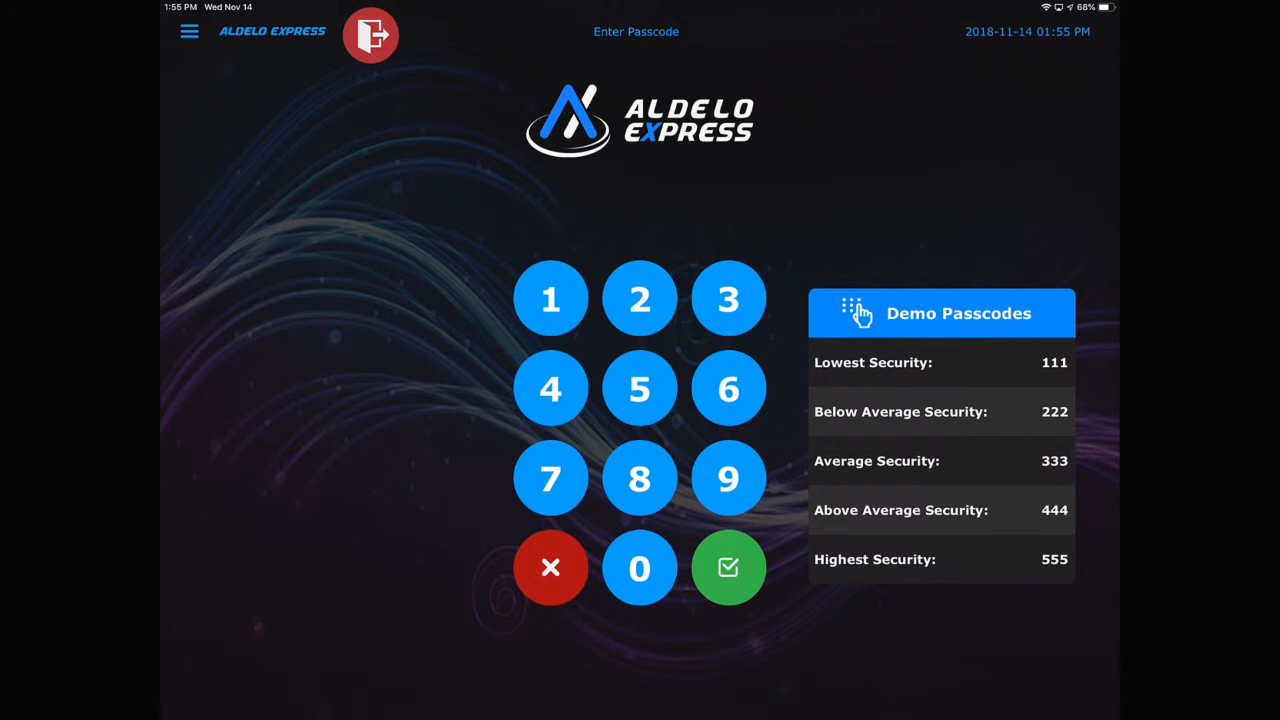 1:55 PM Wed Nov 14
68%
ALDELO EXPRESS
Enter Passcode
2018-11-14 01:55 PM
ALDELO
EXPRESS
1 2 3
4 5 6
7 8 9
0
Demo Passcodes
Lowest Security: 111
Below Average Security: 222
Average Security: 333
Above Average Security: 444
Highest Security: 555